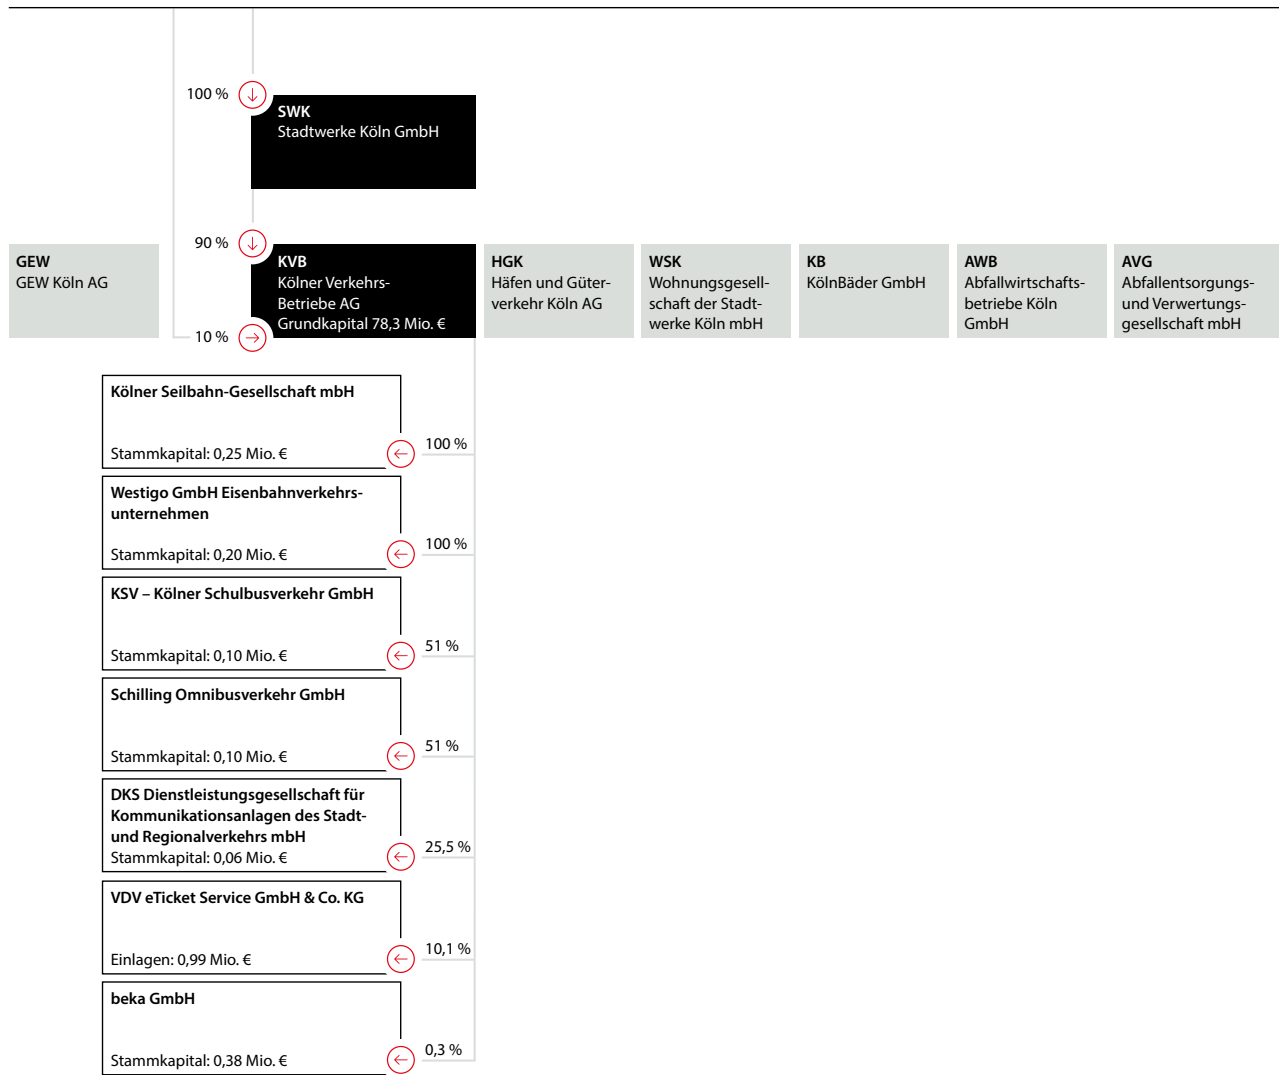 100 %
SWK
Stadtwerke Köln GmbH
90 %
GEW
GEW Köln AG
KVB
Kölner Verkehrs-
Betriebe AG
Grundkapital 78,3 Mio. €
10 %
HGK
Häfen und Güter-
verkehr Köln AG
WSK
Wohnungsgesell-
schaft der Stadt-
werke Köln mbH
KB
KölnBäder GmbH
AWB
Abfallwirtschafts-
betriebe Köln
GmbH
AVG
Abfallentsorgungs-
und Verwertungs-
gesellschaft mbH
Kölner Seilbahn-Gesellschaft mbH
Stammkapital: 0,25 Mio. €
100 %
Westigo GmbH Eisenbahnverkehrs-
unternehmen
Stammkapital: 0,20 Mio. €
100 %
KSV – Kölner Schulbusverkehr GmbH
Stammkapital: 0,10 Mio. €
51 %
Schilling Omnibusverkehr GmbH
Stammkapital: 0,10 Mio. €
51 %
DKS Dienstleistungsgesellschaft für
Kommunikationsanlagen des Stadt-
und Regionalverkehrs mbH
Stammkapital: 0,06 Mio. €
25,5 %
VDV eTicket Service GmbH & Co. KG
Einlagen: 0,99 Mio. €
10,1 %
beka GmbH
Stammkapital: 0,38 Mio. €
0,3 %